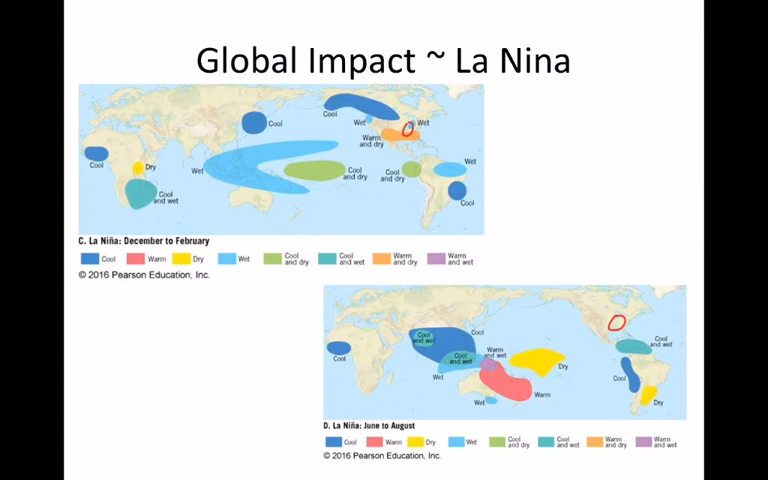 Global Impact ~ La Nina
Cool
Cool
Wet
Wet
Warm
and dry
Cool
Dry
Wet
Cool
and dry
Cool
and dry
Wet
Cool
and wet
Cool
C. La Niña: December to February
Cool Warm Dry Wet Cool and dry Cool and wet Warm and dry Warm and wet
© 2016 Pearson Education, Inc.
Cool
and wet
Cool
Cool
Cool
and wet
Warm
and wet
Wet
Dry
Warm
Wet
Cool
and wet
Cool
Dry
D. La Niña: June to August
Cool Warm Dry Wet Cool and dry Cool and wet Warm and dry Warm and wet
© 2016 Pearson Education, Inc.